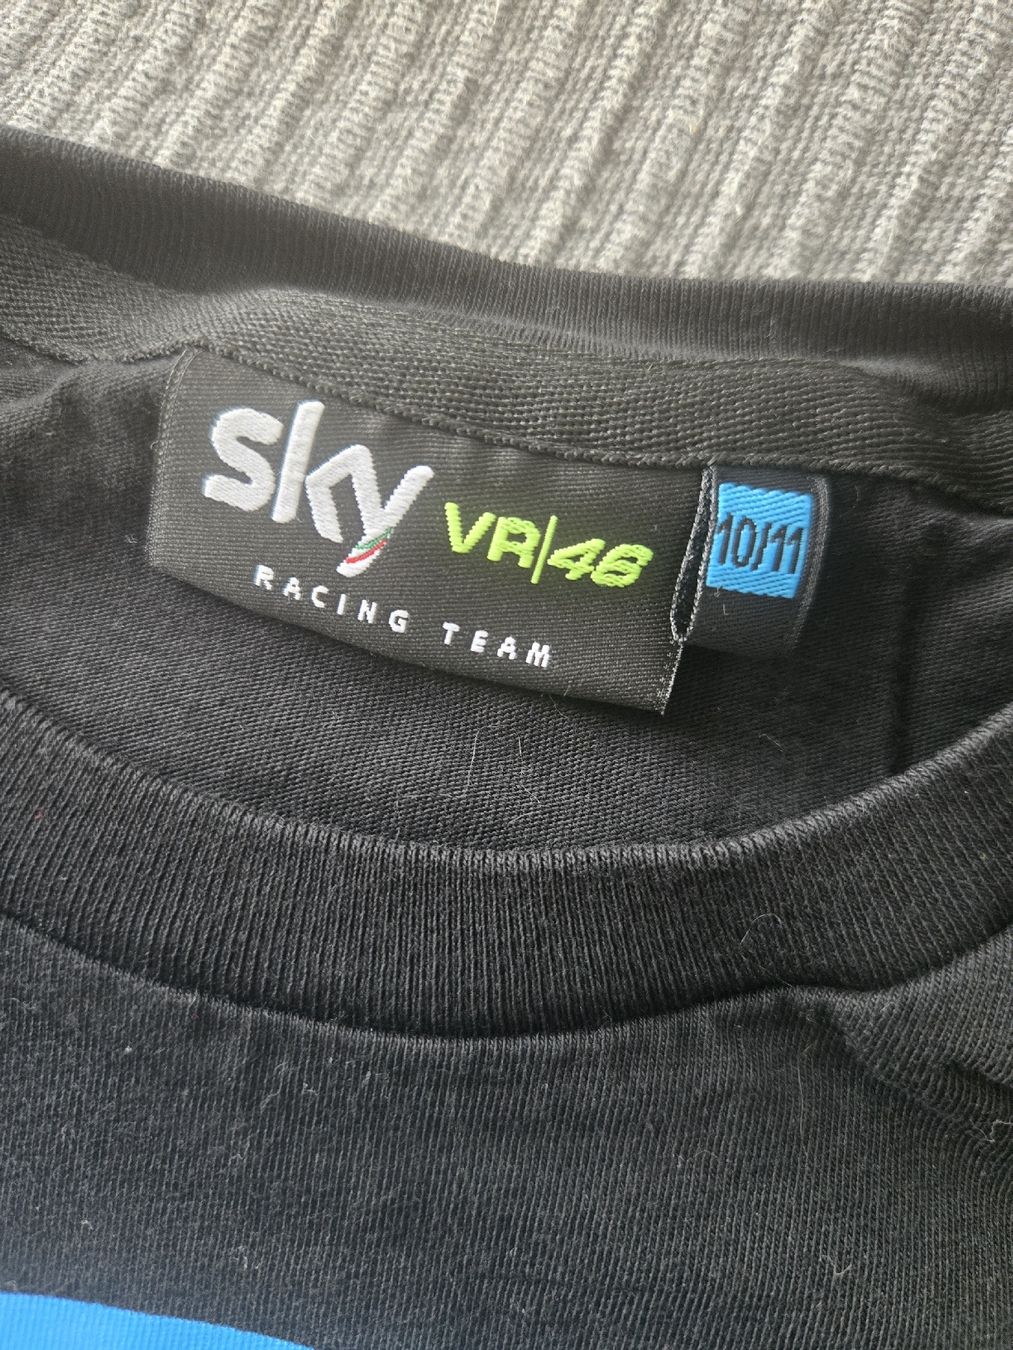 sky VR|46
RACING TEAM
10/11